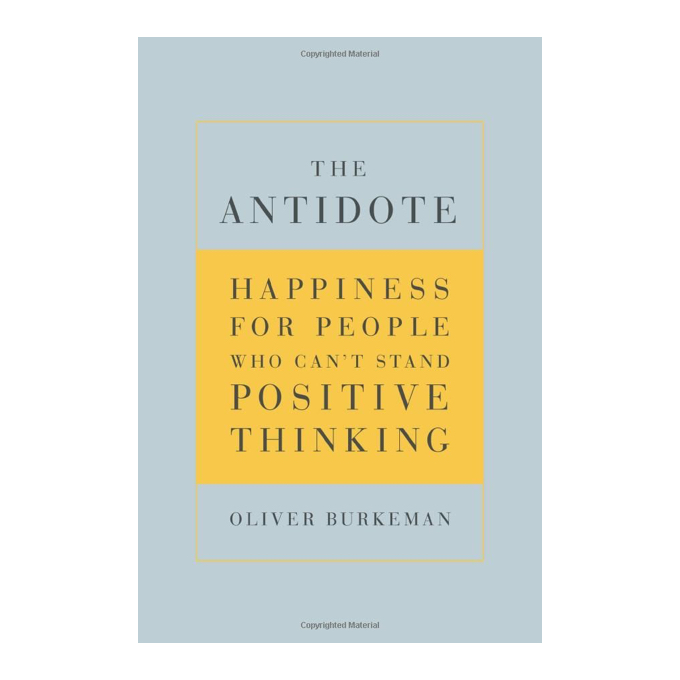 Copyrighted Material
THE
ANTIDOTE
HAPPINESS
FOR PEOPLE
WHO CAN'T STAND
POSITIVE
THINKING
OLIVER BURKEMAN
Copyrighted Material